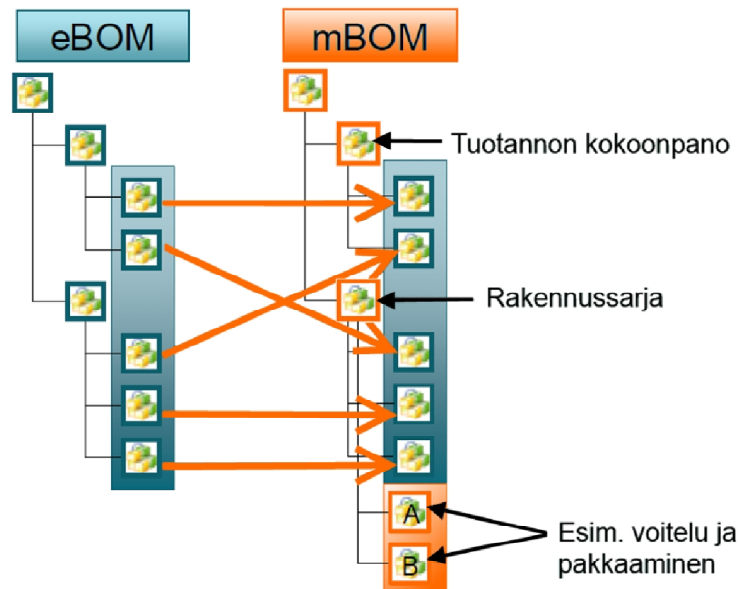 eBOM
mBOM
Tuotannon kokoonpano
Rakennussarja
A
B
Esim. voitelu ja
pakkaaminen